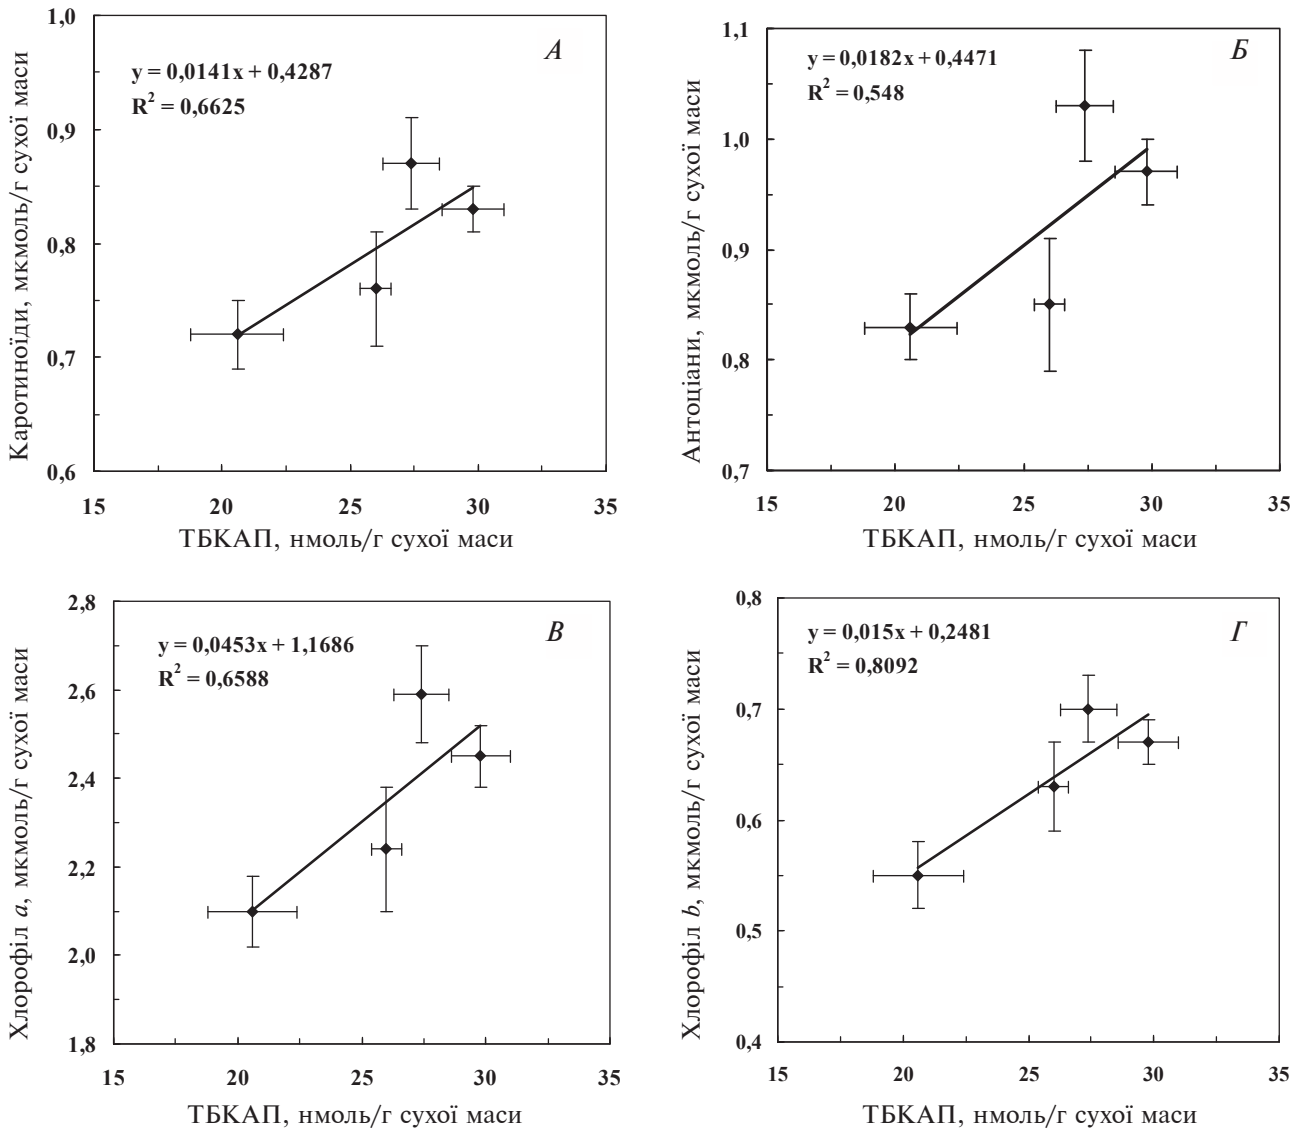 А
y = 0,0141x + 0,4287
R² = 0,6625
Каротиноїди, мкмоль/г сухої маси
1,0
0,9
0,8
0,7
0,6
15 20 25 30 35
ТБКАП, нмоль/г сухої маси
Б
y = 0,0182x + 0,4471
R² = 0,548
Антоціани, мкмоль/г сухої маси
1,1
1,0
0,9
0,8
0,7
15 20 25 30 35
ТБКАП, нмоль/г сухої маси
В
y = 0,0453x + 1,1686
R² = 0,6588
Хлорофіл a, мкмоль/г сухої маси
2,8
2,6
2,4
2,2
2,0
1,8
15 20 25 30 35
ТБКАП, нмоль/г сухої маси
Г
y = 0,015x + 0,2481
R² = 0,8092
Хлорофіл b, мкмоль/г сухої маси
0,8
0,7
0,6
0,5
0,4
15 20 25 30 35
ТБКАП, нмоль/г сухої маси